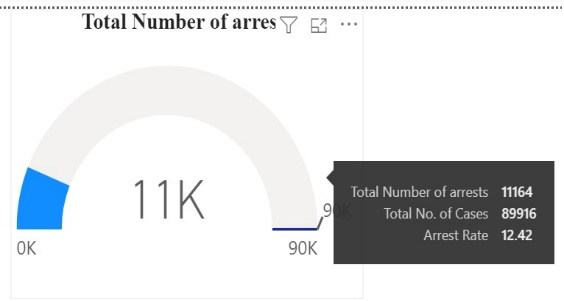 Total Number of arres
11K
0K
90K
90K
Total Number of arrests 11164
Total No. of Cases 89916
Arrest Rate 12.42